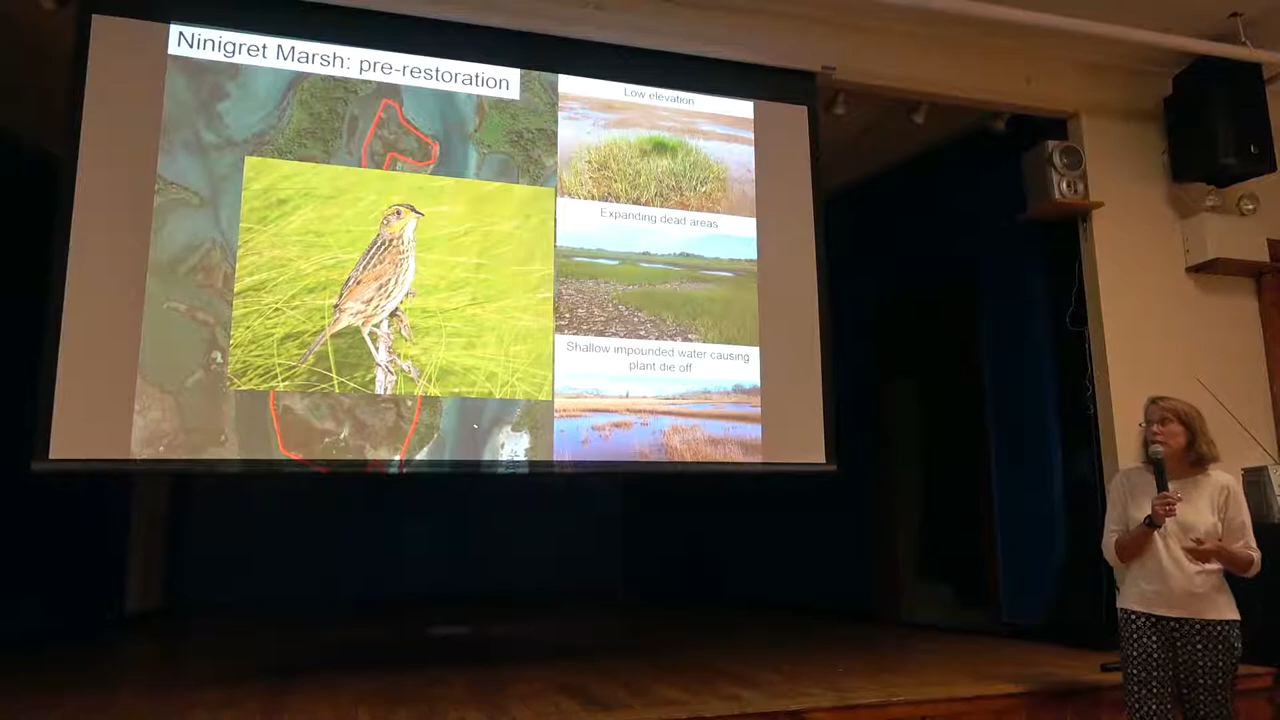 Ninigret Marsh: pre-restoration
Low elevation
Expanding dead areas
Shallow impounded water causing
plant die off